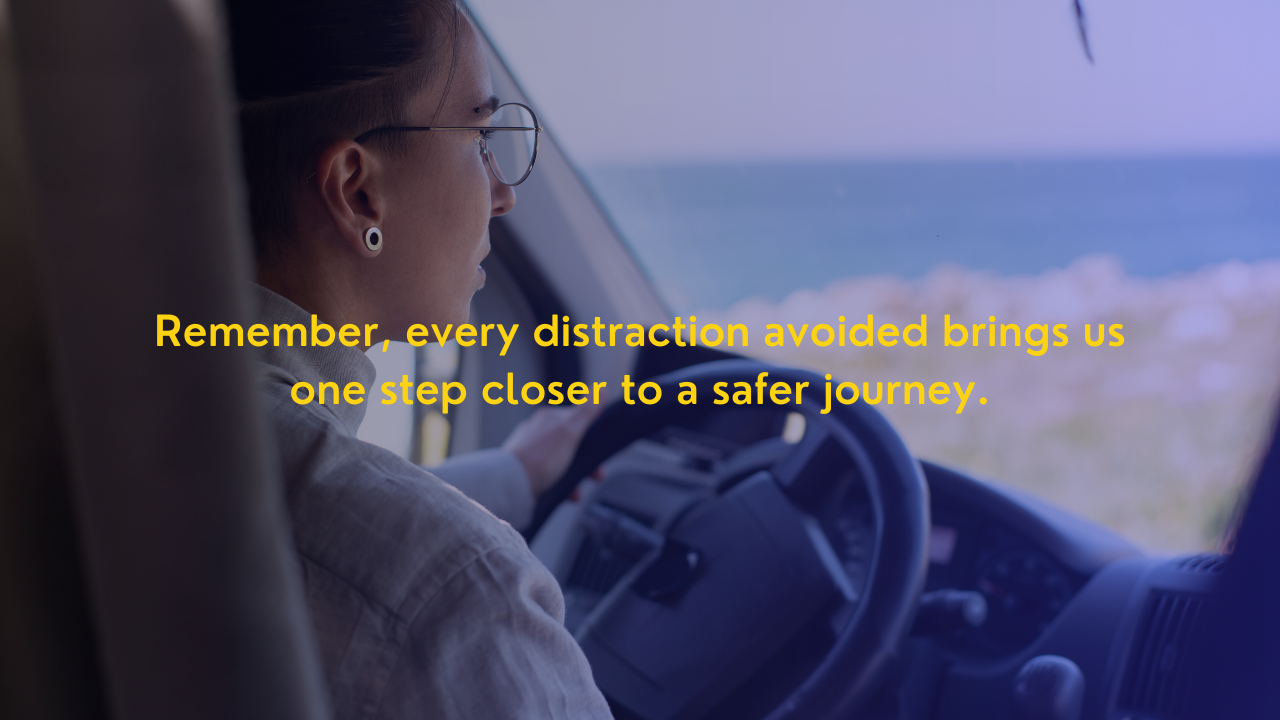 Remember, every distraction avoided brings us
one step closer to a safer journey.